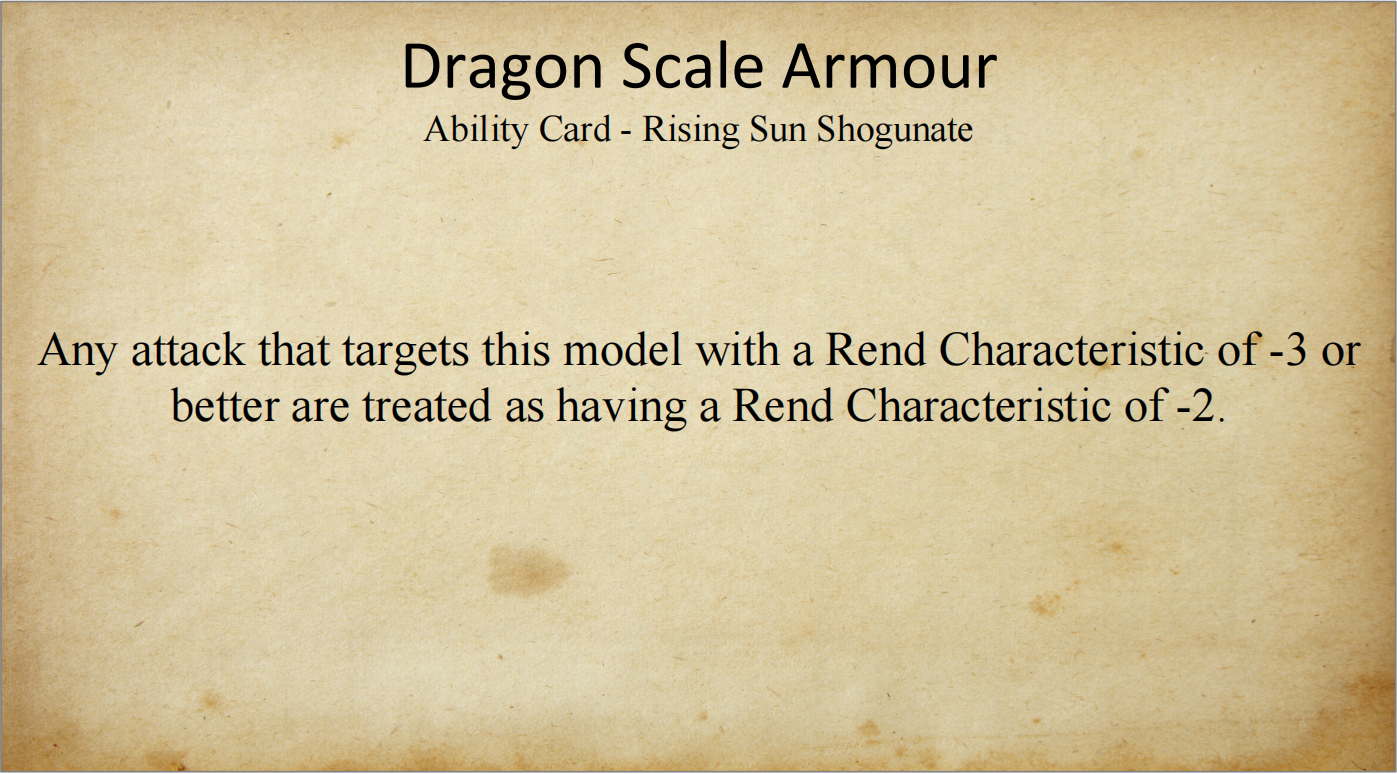 Dragon Scale Armour
Ability Card - Rising Sun Shogunate
Any attack that targets this model with a Rend Characteristic of -3 or
better are treated as having a Rend Characteristic of -2.